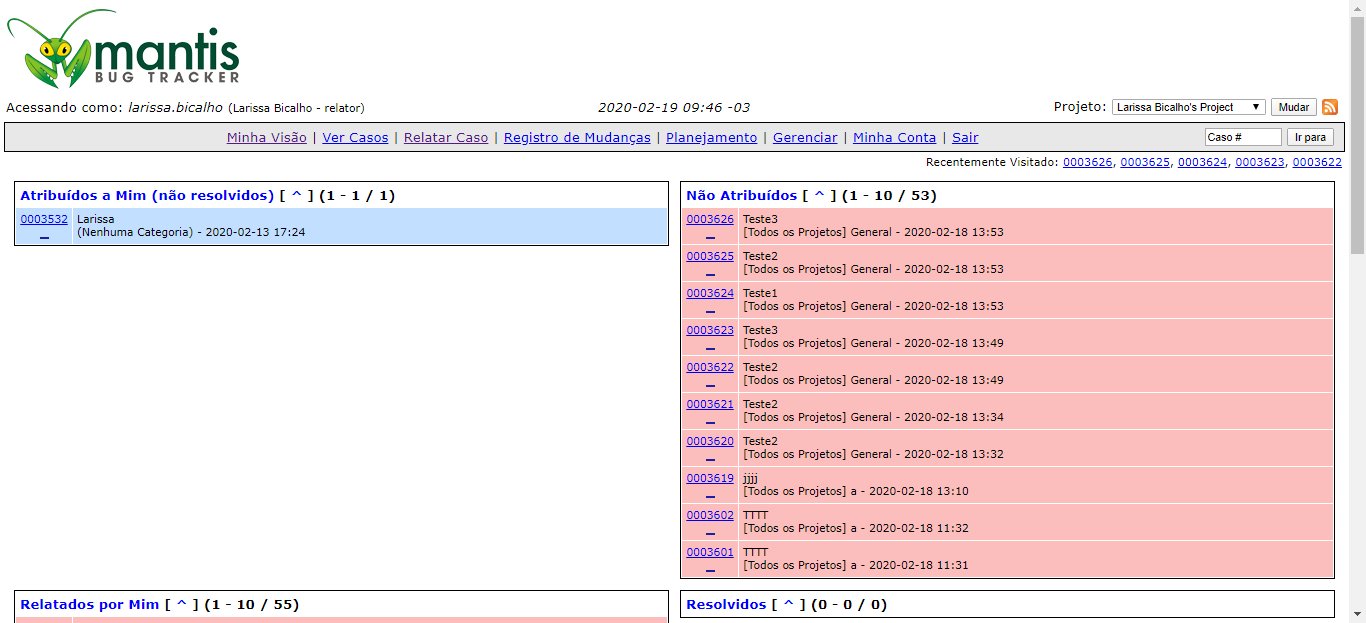 mantis
BUG TRACKER
Acessando como: larissa.bicalho (Larissa Bicalho - relator)
2020-02-19 09:46 -03
Projeto: Larissa Bicalho's Project Mudar
Minha Visão | Ver Casos | Relatar Caso | Registro de Mudanças | Planejamento | Gerenciar | Minha Conta | Sair
Caso # Ir para
Recentemente Visitado: 0003626, 0003625, 0003624, 0003623, 0003622
Atribuídos a Mim (não resolvidos) [ ^ ] (1 - 1 / 1)
0003532 Larissa
(Nenhuma Categoria) - 2020-02-13 17:24
Não Atribuídos [ ^ ] (1 - 10 / 53)
0003626 Teste3
[Todos os Projetos] General - 2020-02-18 13:53
0003625 Teste2
[Todos os Projetos] General - 2020-02-18 13:53
0003624 Teste1
[Todos os Projetos] General - 2020-02-18 13:53
0003623 Teste3
[Todos os Projetos] General - 2020-02-18 13:49
0003622 Teste2
[Todos os Projetos] General - 2020-02-18 13:49
0003621 Teste2
[Todos os Projetos] General - 2020-02-18 13:34
0003620 Teste2
[Todos os Projetos] General - 2020-02-18 13:32
0003619 jjjj
[Todos os Projetos] a - 2020-02-18 13:10
0003602 TTTT
[Todos os Projetos] a - 2020-02-18 11:32
0003601 TTTT
[Todos os Projetos] a - 2020-02-18 11:31
Relatados por Mim [ ^ ] (1 - 10 / 55)
Resolvidos [ ^ ] (0 - 0 / 0)